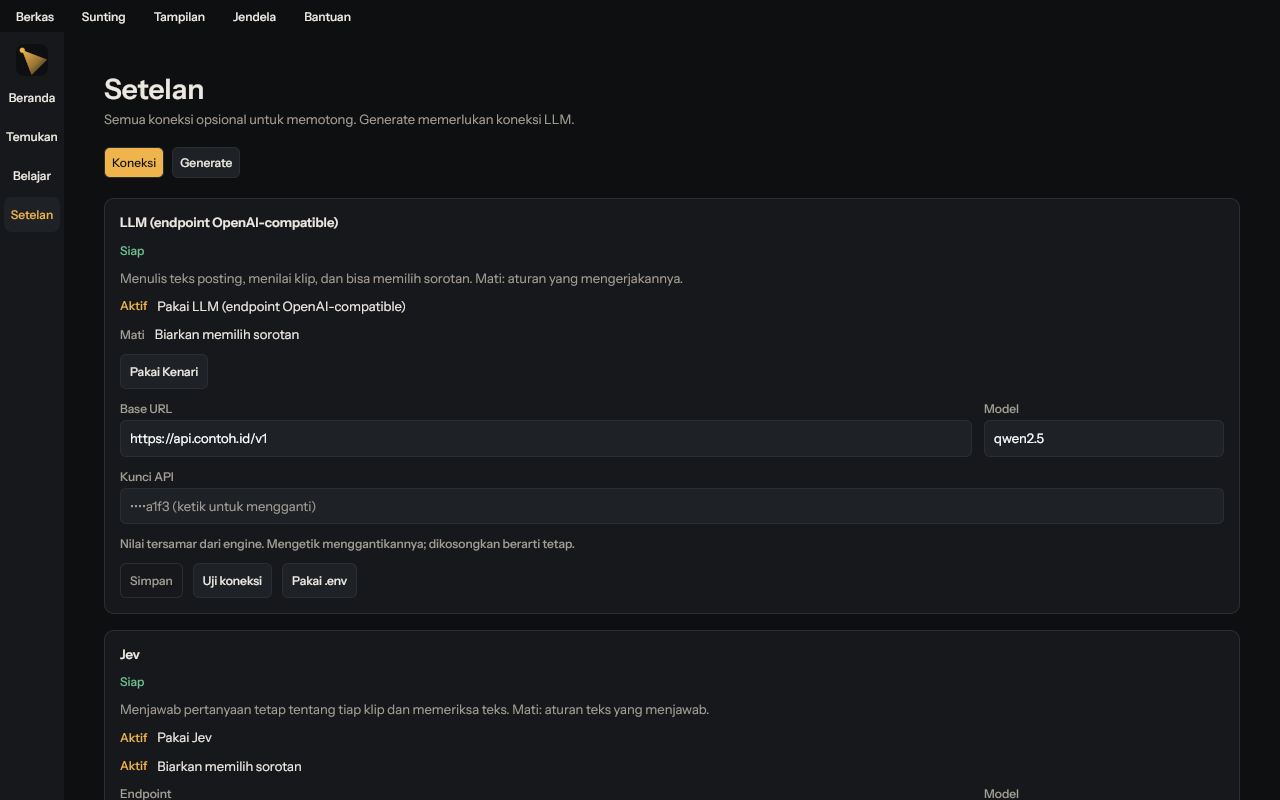 Berkas Sunting Tampilan Jendela Bantuan
Beranda
Temukan
Belajar
Setelan
Setelan
Semua koneksi opsional untuk memotong. Generate memerlukan koneksi LLM.
Koneksi Generate
LLM (endpoint OpenAI-compatible)
Siap
Menulis teks posting, menilai klip, dan bisa memilih sorotan. Mati: aturan yang mengerjakannya.
Aktif Pakai LLM (endpoint OpenAI-compatible)
Mati Biarkan memilih sorotan
Pakai Kenari
Base URL Model
https://api.contoh.id/v1 qwen2.5
Kunci API
····a1f3 (ketik untuk mengganti)
Nilai tersamar dari engine. Mengetik menggantikannya; dikosongkan berarti tetap.
Simpan Uji koneksi Pakai .env
Jev
Siap
Menjawab pertanyaan tetap tentang tiap klip dan memeriksa teks. Mati: aturan teks yang menjawab.
Aktif Pakai Jev
Aktif Biarkan memilih sorotan
Endpoint Model